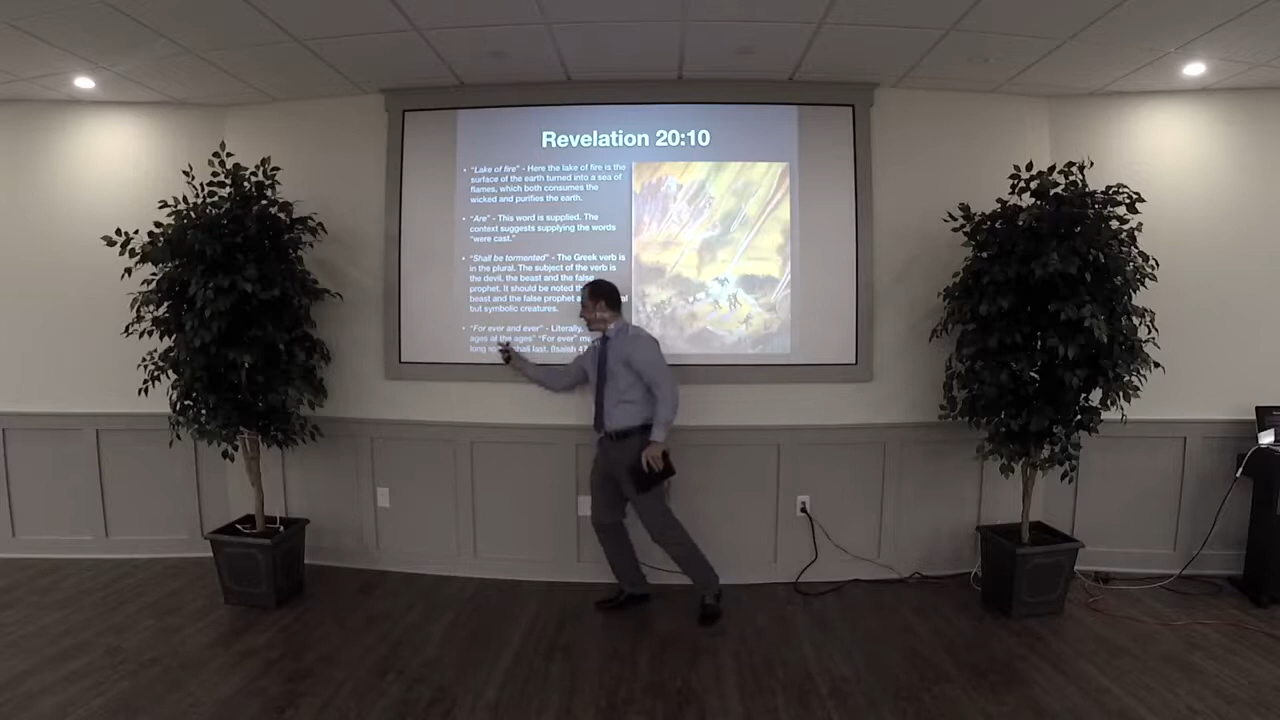 Revelation 20:10
• "Lake of fire" - Here the lake of fire is the
surface of the earth turned into a sea of
flames, which both consumes the
wicked and purifies the earth.
• "Are" - This word is supplied. The
context suggests supplying the words
"were cast."
• "Shall be tormented" - The Greek verb is
in the plural. The subject of the verb is
the devil, the beast and the false
prophet. It should be noted
beast and the false prophet
but symbolic creatures.
• "For ever and ever" - Literally,
ages of the ages" "For ever"
long shall last. (Isaiah